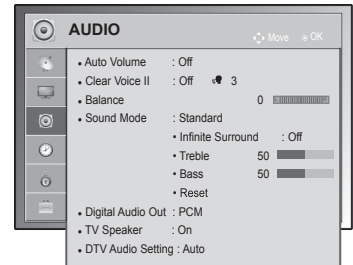 AUDIO
Move OK
• Auto Volume : Off
• Clear Voice II : Off 3
• Balance 0
• Sound Mode : Standard
• Infinite Surround : Off
• Treble 50
• Bass 50
• Reset
• Digital Audio Out : PCM
• TV Speaker : On
• DTV Audio Setting : Auto